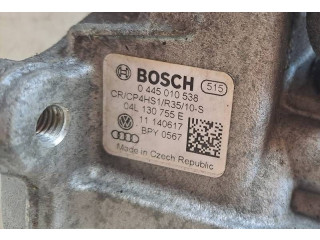 BOSCH 515
0 445 010 538
CR/CP4HS1/R35/10-S
04L 130 755 E
11 140617
BPY 0567
Made in Czech Republic